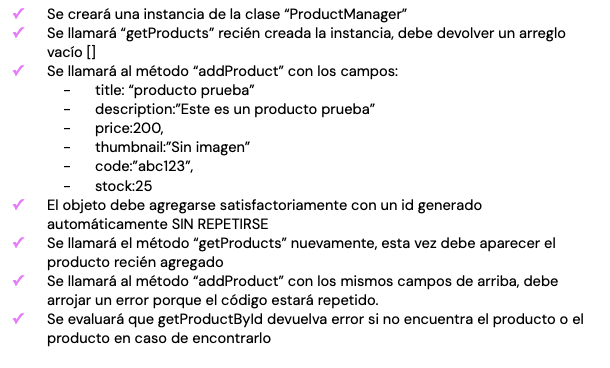 ✓ Se creará una instancia de la clase “ProductManager”
✓ Se llamará “getProducts” recién creada la instancia, debe devolver un arreglo
vacío []
✓ Se llamará al método “addProduct” con los campos:
- title: “producto prueba”
- description:”Este es un producto prueba”
- price:200,
- thumbnail:”Sin imagen”
- code:”abc123”,
- stock:25
✓ El objeto debe agregarse satisfactoriamente con un id generado
automáticamente SIN REPETIRSE
✓ Se llamará el método “getProducts” nuevamente, esta vez debe aparecer el
producto recién agregado
✓ Se llamará al método “addProduct” con los mismos campos de arriba, debe
arrojar un error porque el código estará repetido.
✓ Se evaluará que getProductById devuelva error si no encuentra el producto o el
producto en caso de encontrarlo